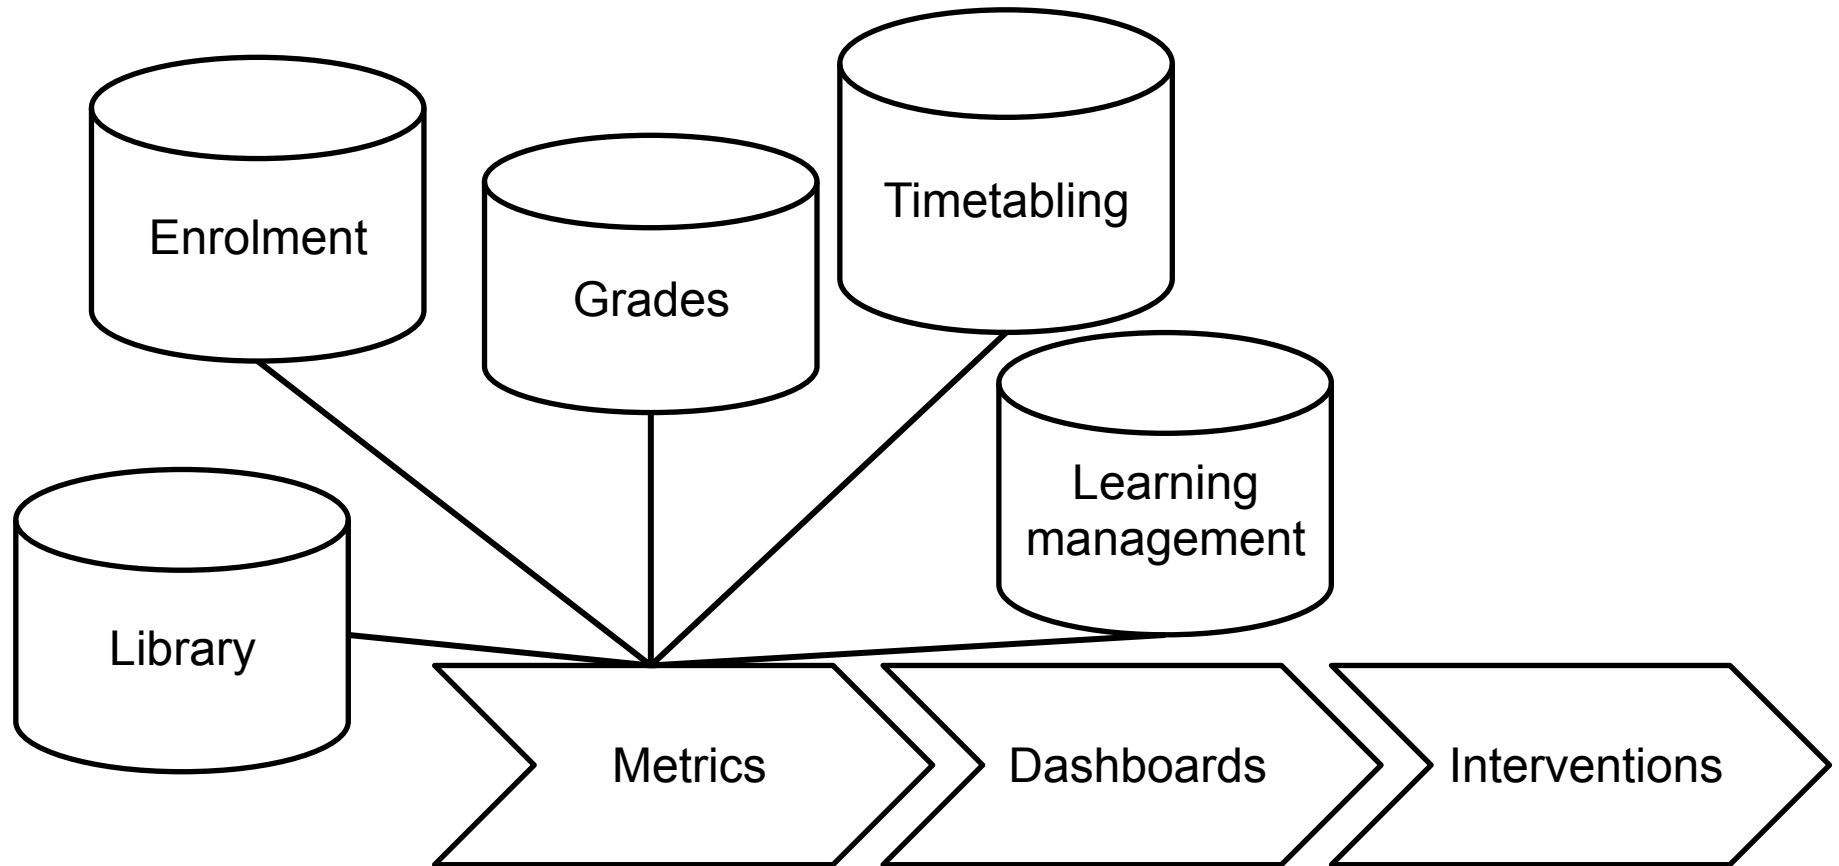 Timetabling
Enrolment
Grades
Learning
management
Library
Metrics
Dashboards
Interventions